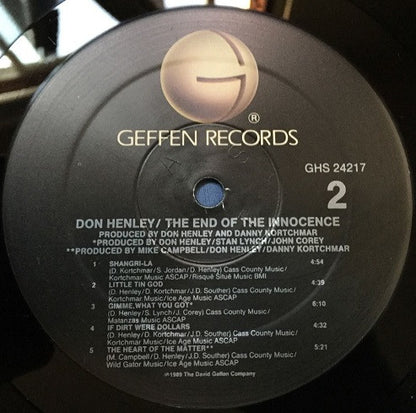 G
®
GEFFEN RECORDS
GHS 24217
2
DON HENLEY/ THE END OF THE INNOCENCE
PRODUCED BY DON HENLEY AND DANNY KORTCHMAR
*PRODUCED BY DON HENLEY/STAN LYNCH/JOHN COREY
**PRODUCED BY MIKE CAMPBELL/DON HENLEY/DANNY KORTCHMAR
1 SHANGRI-LA 4:54
(D. Kortchmar/S. Jordan/D. Henley) Cass County Music/
Kortchmar Music ASCAP/Risqué Situé Music BMI
2 LITTLE TIN GOD 4:39
(D. Henley/D. Kortchmar/J.D. Souther) Cass County Music/
Kortchmar Music/Ice Age Music ASCAP
3 GIMME,WHAT YOU GOT* 6:10
(D. Henley/S. Lynch/J. Corey) Cass County Music/
Matanzas Music ASCAP
4 IF DIRT WERE DOLLARS 4:32
(D. Kortchmar/D. Henley/J.D. Souther) Cass County Music/
Kortchmar Music/Ice Age Music ASCAP
5 THE HEART OF THE MATTER** 5:21
(M. Campbell/D. Henley/J.D. Souther) Cass County Music/
Wild Gator Music/Ice Age Music ASCAP
℗1989 The David Geffen Company